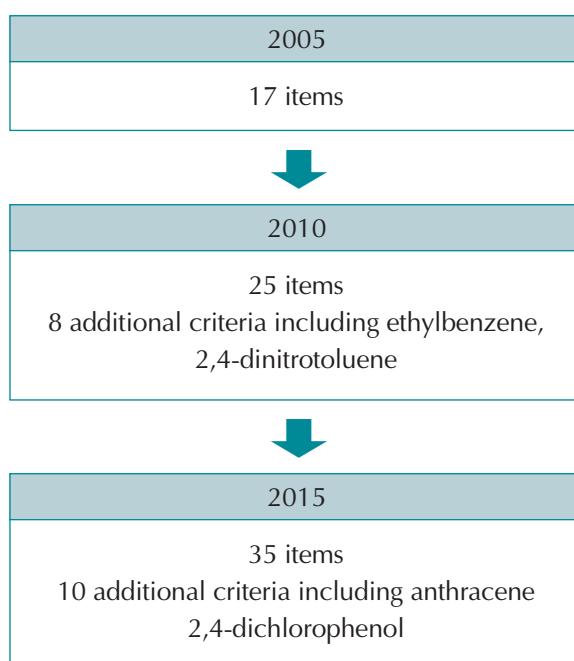 2005
17 items
2010
25 items
8 additional criteria including ethylbenzene,
2,4-dinitrotoluene
2015
35 items
10 additional criteria including anthracene
2,4-dichlorophenol